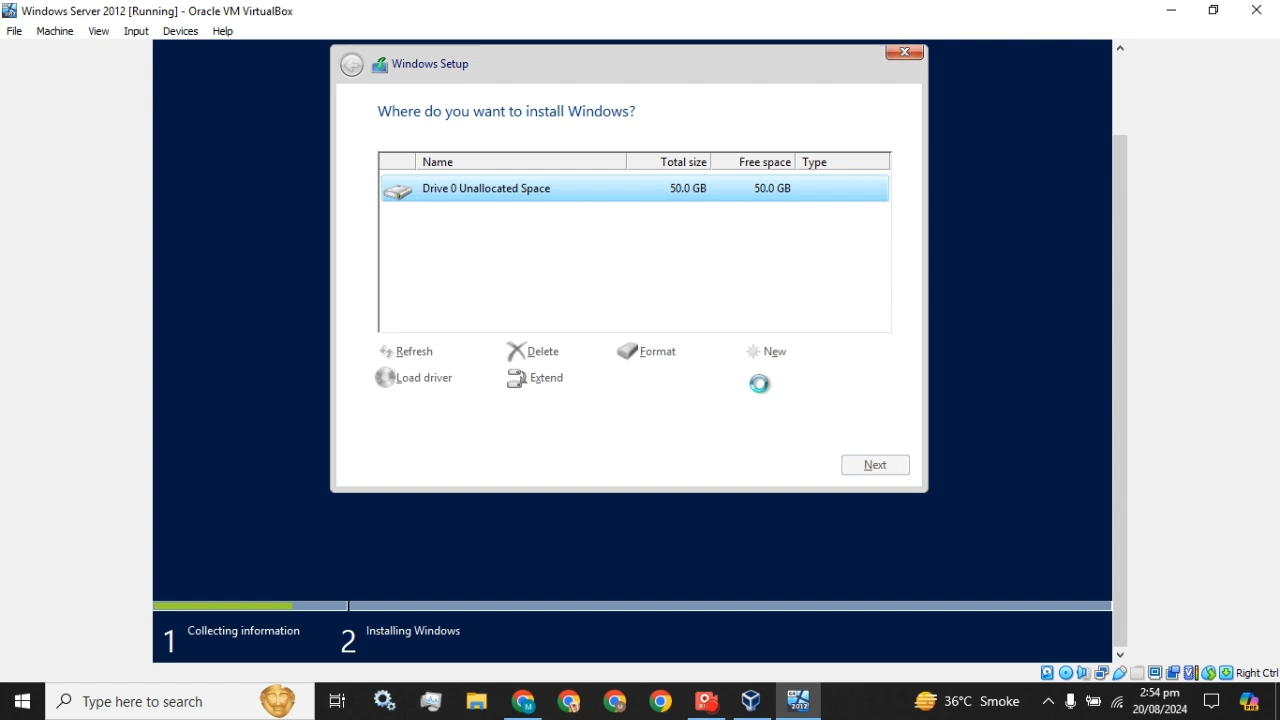 Windows Server 2012 [Running] - Oracle VM VirtualBox
File Machine View Input Devices Help
Windows Setup
Where do you want to install Windows?
Name Total size Free space Type
Drive 0 Unallocated Space 50.0 GB 50.0 GB
Refresh Delete Format New
Load driver Extend
Next
1 Collecting information 2 Installing Windows
Right Ctrl
Type here to search
2012
36°C Smoke
2:54 pm
20/08/2024